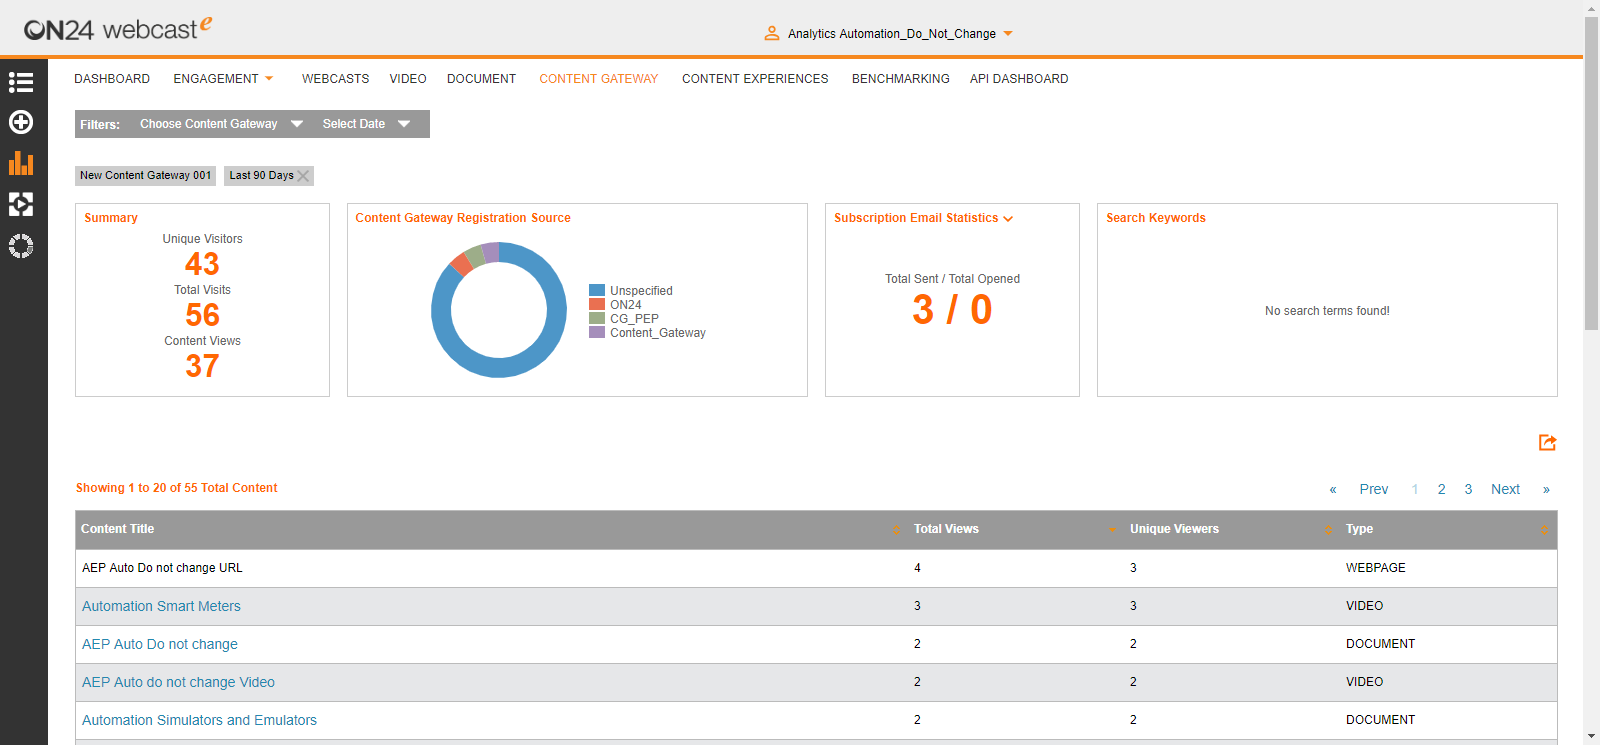 ON24 webcast e
Analytics Automation_Do_Not_Change
DASHBOARD ENGAGEMENT WEBCASTS VIDEO DOCUMENT CONTENT GATEWAY CONTENT EXPERIENCES BENCHMARKING API DASHBOARD
Filters: Choose Content Gateway Select Date
New Content Gateway 001 Last 90 Days
Summary
Unique Visitors
43
Total Visits
56
Content Views
37
Content Gateway Registration Source
Unspecified
ON24
CG_PEP
Content_Gateway
Subscription Email Statistics
Total Sent / Total Opened
3 / 0
Search Keywords
No search terms found!
Showing 1 to 20 of 55 Total Content
« Prev 1 2 3 Next »
Content Title Total Views Unique Viewers Type
AEP Auto Do not change URL 4 3 WEBPAGE
Automation Smart Meters 3 3 VIDEO
AEP Auto Do not change 2 2 DOCUMENT
AEP Auto do not change Video 2 2 VIDEO
Automation Simulators and Emulators 2 2 DOCUMENT